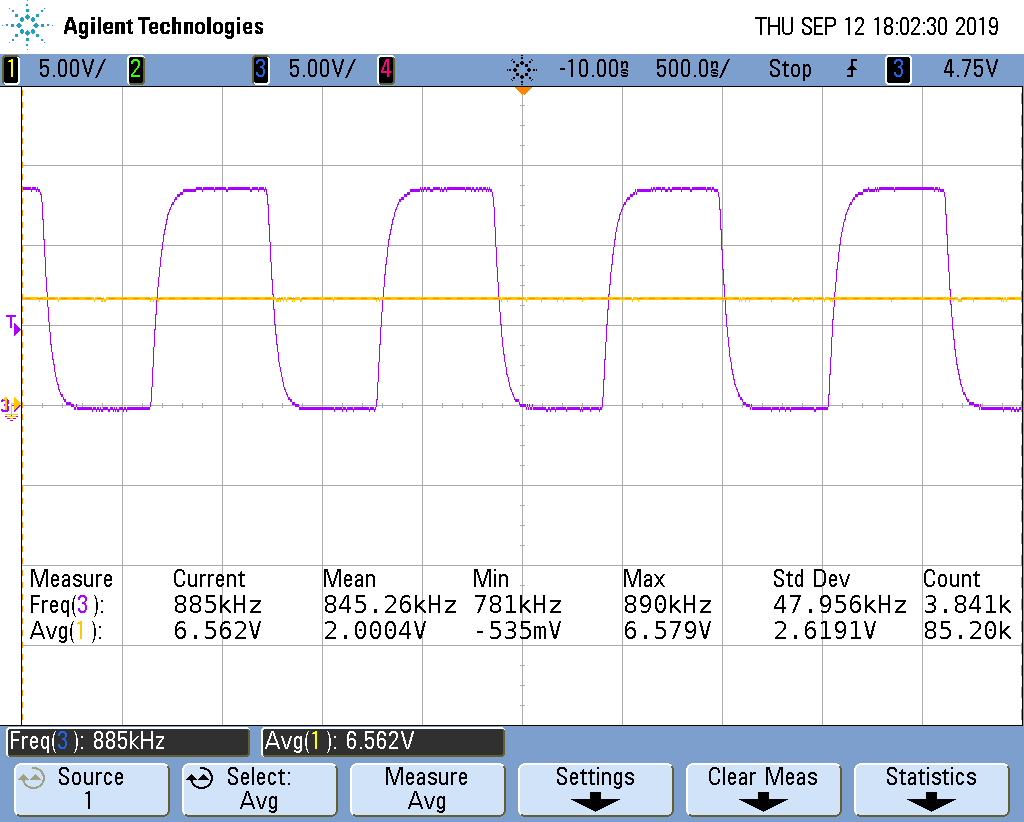 Agilent Technologies THU SEP 12 18:02:30 2019
1 5.00V/ 2 3 5.00V/ 4 -10.00s 500.0s/ Stop 3 4.75V
T
3
Measure Current Mean Min Max Std Dev Count
Freq(3): 885kHz 845.26kHz 781kHz 890kHz 47.956kHz 3.841k
Avg(1): 6.562V 2.0004V -535mV 6.579V 2.6191V 85.20k
Freq(3): 885kHz Avg(1): 6.562V
Source Select: Measure Settings Clear Meas Statistics
1 Avg Avg